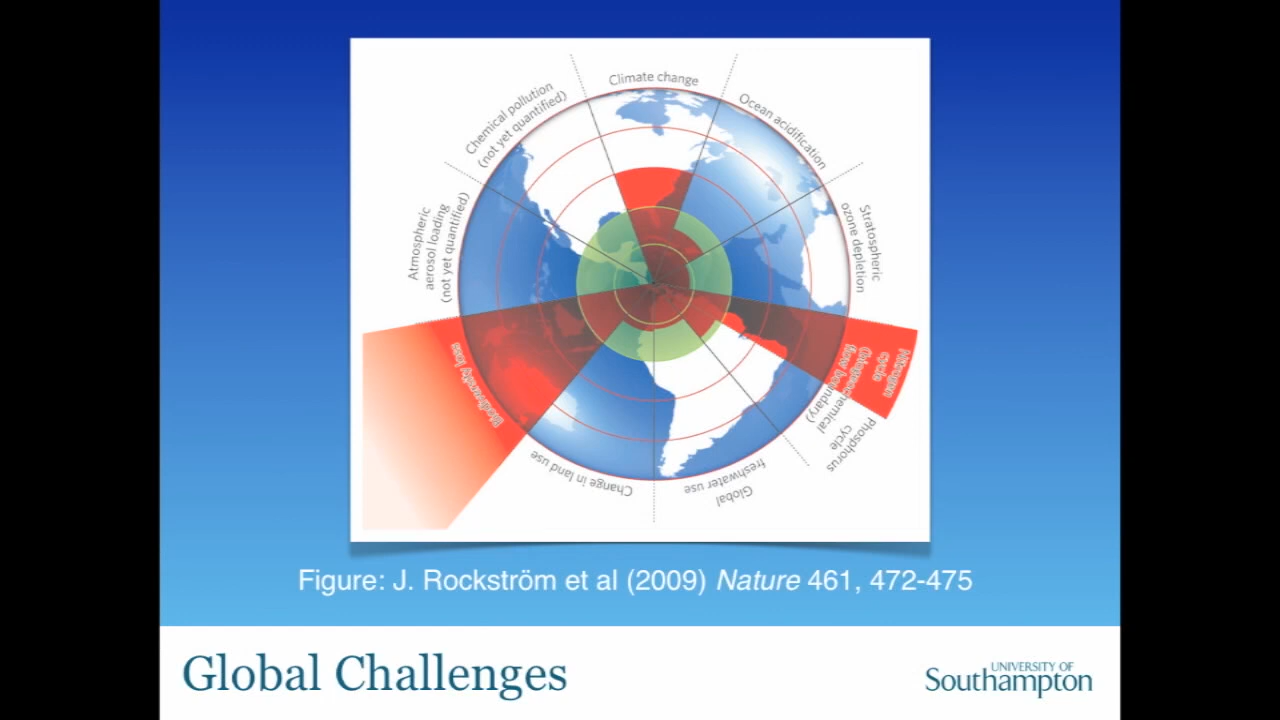 Climate change
Ocean acidification
Stratospheric
ozone depletion
Nitrogen
cycle
(biogeochemical
flow boundary)
Phosphorus
cycle
Global
freshwater use
Change in land use
Biodiversity loss
Atmospheric
aerosol loading
(not yet quantified)
Chemical pollution
(not yet quantified)
Figure: J. Rockström et al (2009) Nature 461, 472-475
Global Challenges
UNIVERSITY OF
Southampton